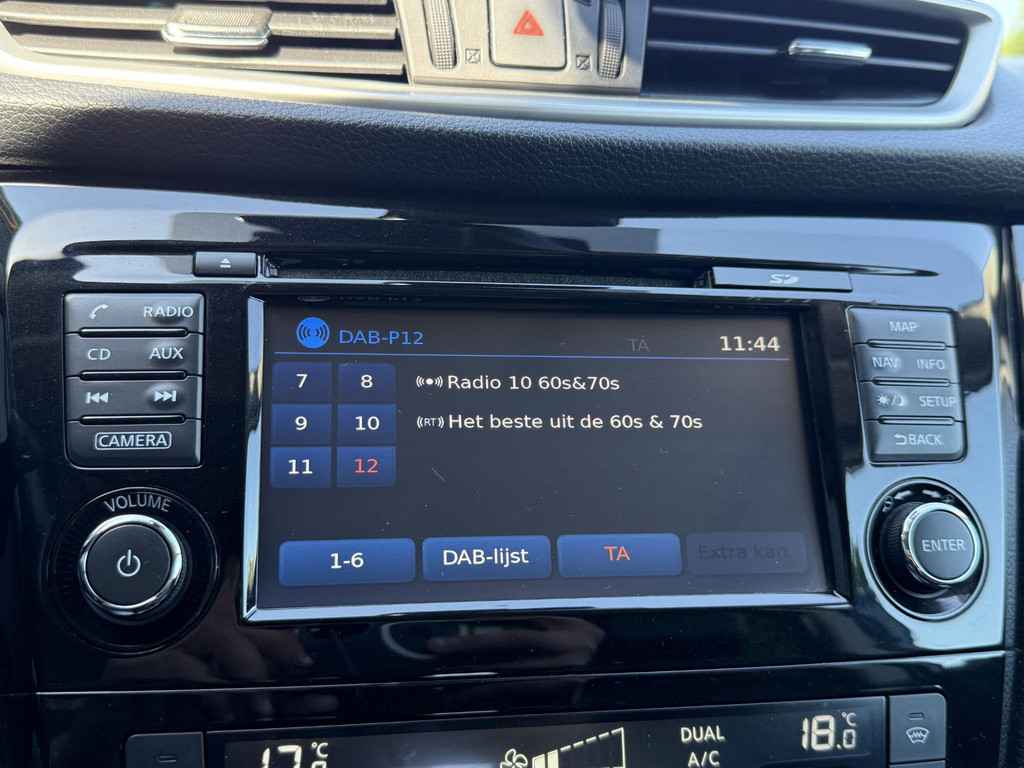 SD
RADIO
CD AUX
CAMERA
VOLUME
DAB-P12 TA 11:44
7 8 Radio 10 60s&70s
9 10 (RT) Het beste uit de 60s & 70s
11 12
1-6 DAB-lijst TA Extra kan
MAP
NAV INFO
SETUP
BACK
ENTER
17 °C
DUAL
A/C
18.0 °C